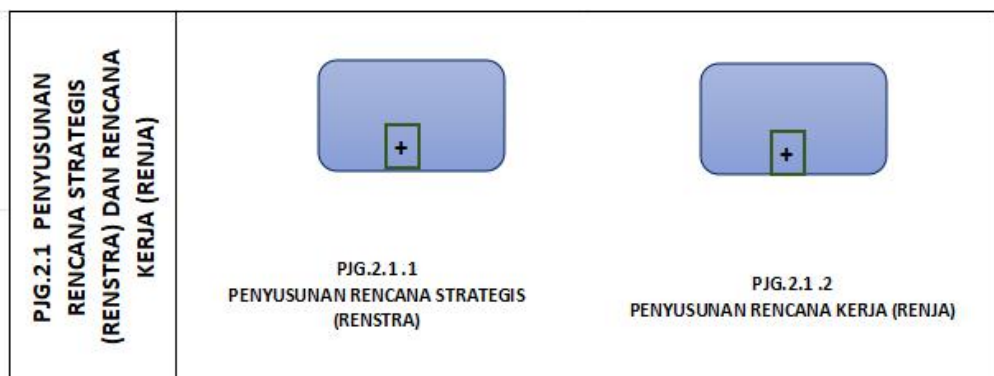 PJG.2.1 PENYUSUNAN
RENCANA STRATEGIS
(RENSTRA) DAN RENCANA
KERJA (RENJA)
+
+
PJG.2.1.1
PENYUSUNAN RENCANA STRATEGIS
(RENSTRA)
PJG.2.1.2
PENYUSUNAN RENCANA KERJA (RENJA)